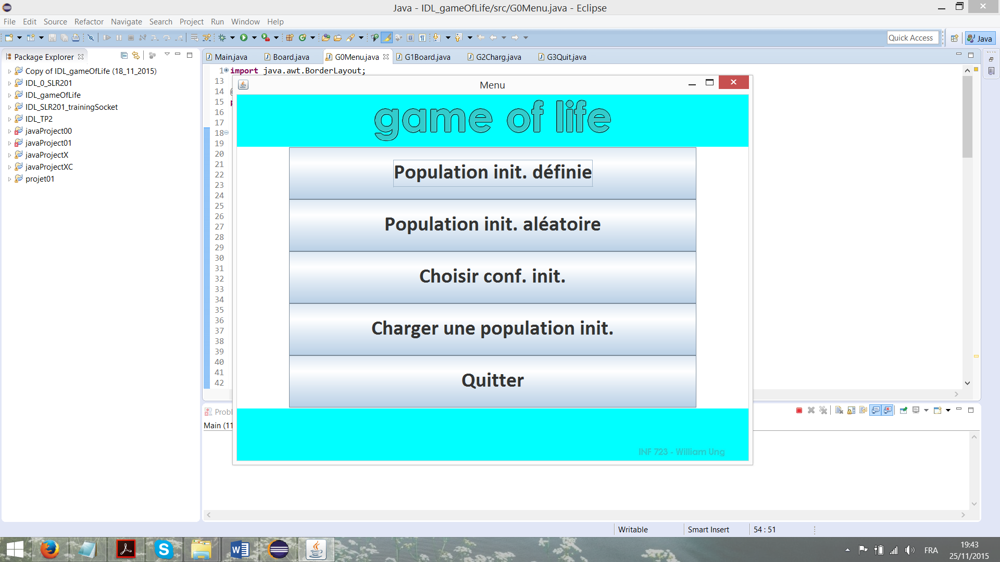 Java - IDL_gameOfLife/src/G0Menu.java - Eclipse
File Edit Source Refactor Navigate Search Project Run Window Help
Quick Access
Java
Package Explorer
Main.java Board.java G0Menu.java G1Board.java G2Charg.java G3Quit.java
Copy of IDL_gameOfLife (18_11_2015)
IDL_0_SLR201
IDL_gameOfLife
IDL_SLR201_trainingSocket
IDL_TP2
javaProject00
javaProject01
javaProjectX
javaProjectXC
projet01
1 import java.awt.BorderLayout;
13
14
15
16
17
18
19
20
21
22
23
24
25
26
27
28
29
30
31
32
33
34
35
36
37
38
39
40
41
42
Menu
game of life
Population init. définie
Population init. aléatoire
Choisir conf. init.
Charger une population init.
Quitter
INF 723 - William Ung
Probl
Main (11
Writable Smart Insert 54 : 51
FRA
19:43
25/11/2015